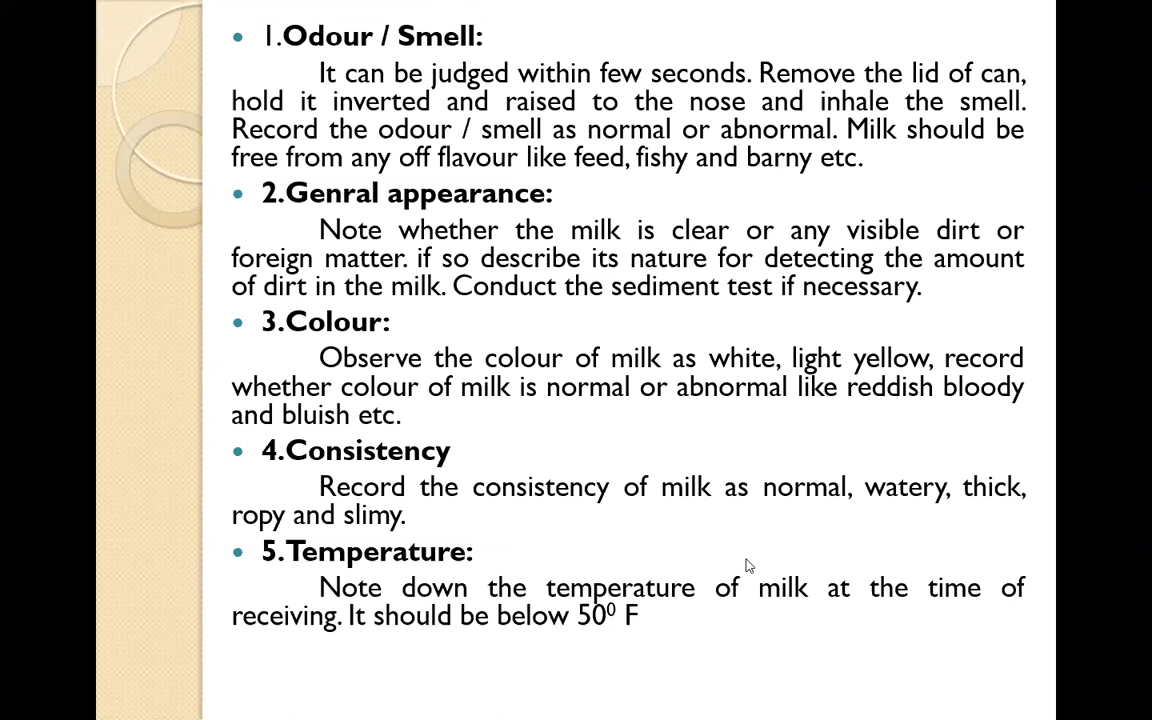 • 1.Odour / Smell:
It can be judged within few seconds. Remove the lid of can,
hold it inverted and raised to the nose and inhale the smell.
Record the odour / smell as normal or abnormal. Milk should be
free from any off flavour like feed, fishy and barny etc.
• 2.Genral appearance:
Note whether the milk is clear or any visible dirt or
foreign matter. if so describe its nature for detecting the amount
of dirt in the milk. Conduct the sediment test if necessary.
• 3.Colour:
Observe the colour of milk as white, light yellow, record
whether colour of milk is normal or abnormal like reddish bloody
and bluish etc.
• 4.Consistency
Record the consistency of milk as normal, watery, thick,
ropy and slimy.
• 5.Temperature:
Note down the temperature of milk at the time of
receiving. It should be below 50⁰ F